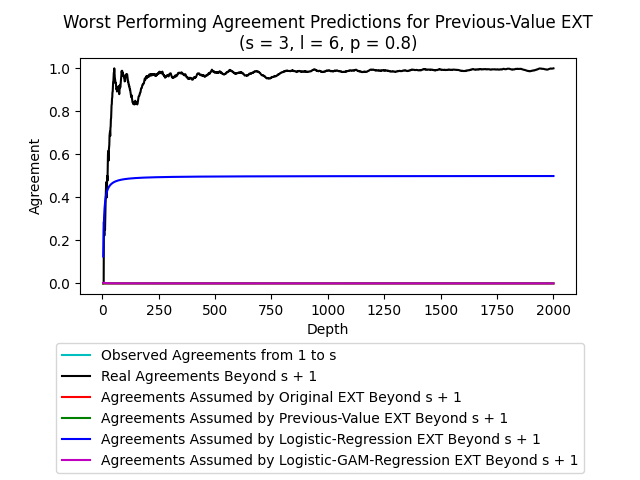 Worst Performing Agreement Predictions for Previous-Value EXT
(s = 3, l = 6, p = 0.8)
1.0
0.8
0.6
0.4
0.2
0.0
Agreement
0 250 500 750 1000 1250 1500 1750 2000
Depth
Observed Agreements from 1 to s
Real Agreements Beyond s + 1
Agreements Assumed by Original EXT Beyond s + 1
Agreements Assumed by Previous-Value EXT Beyond s + 1
Agreements Assumed by Logistic-Regression EXT Beyond s + 1
Agreements Assumed by Logistic-GAM-Regression EXT Beyond s + 1